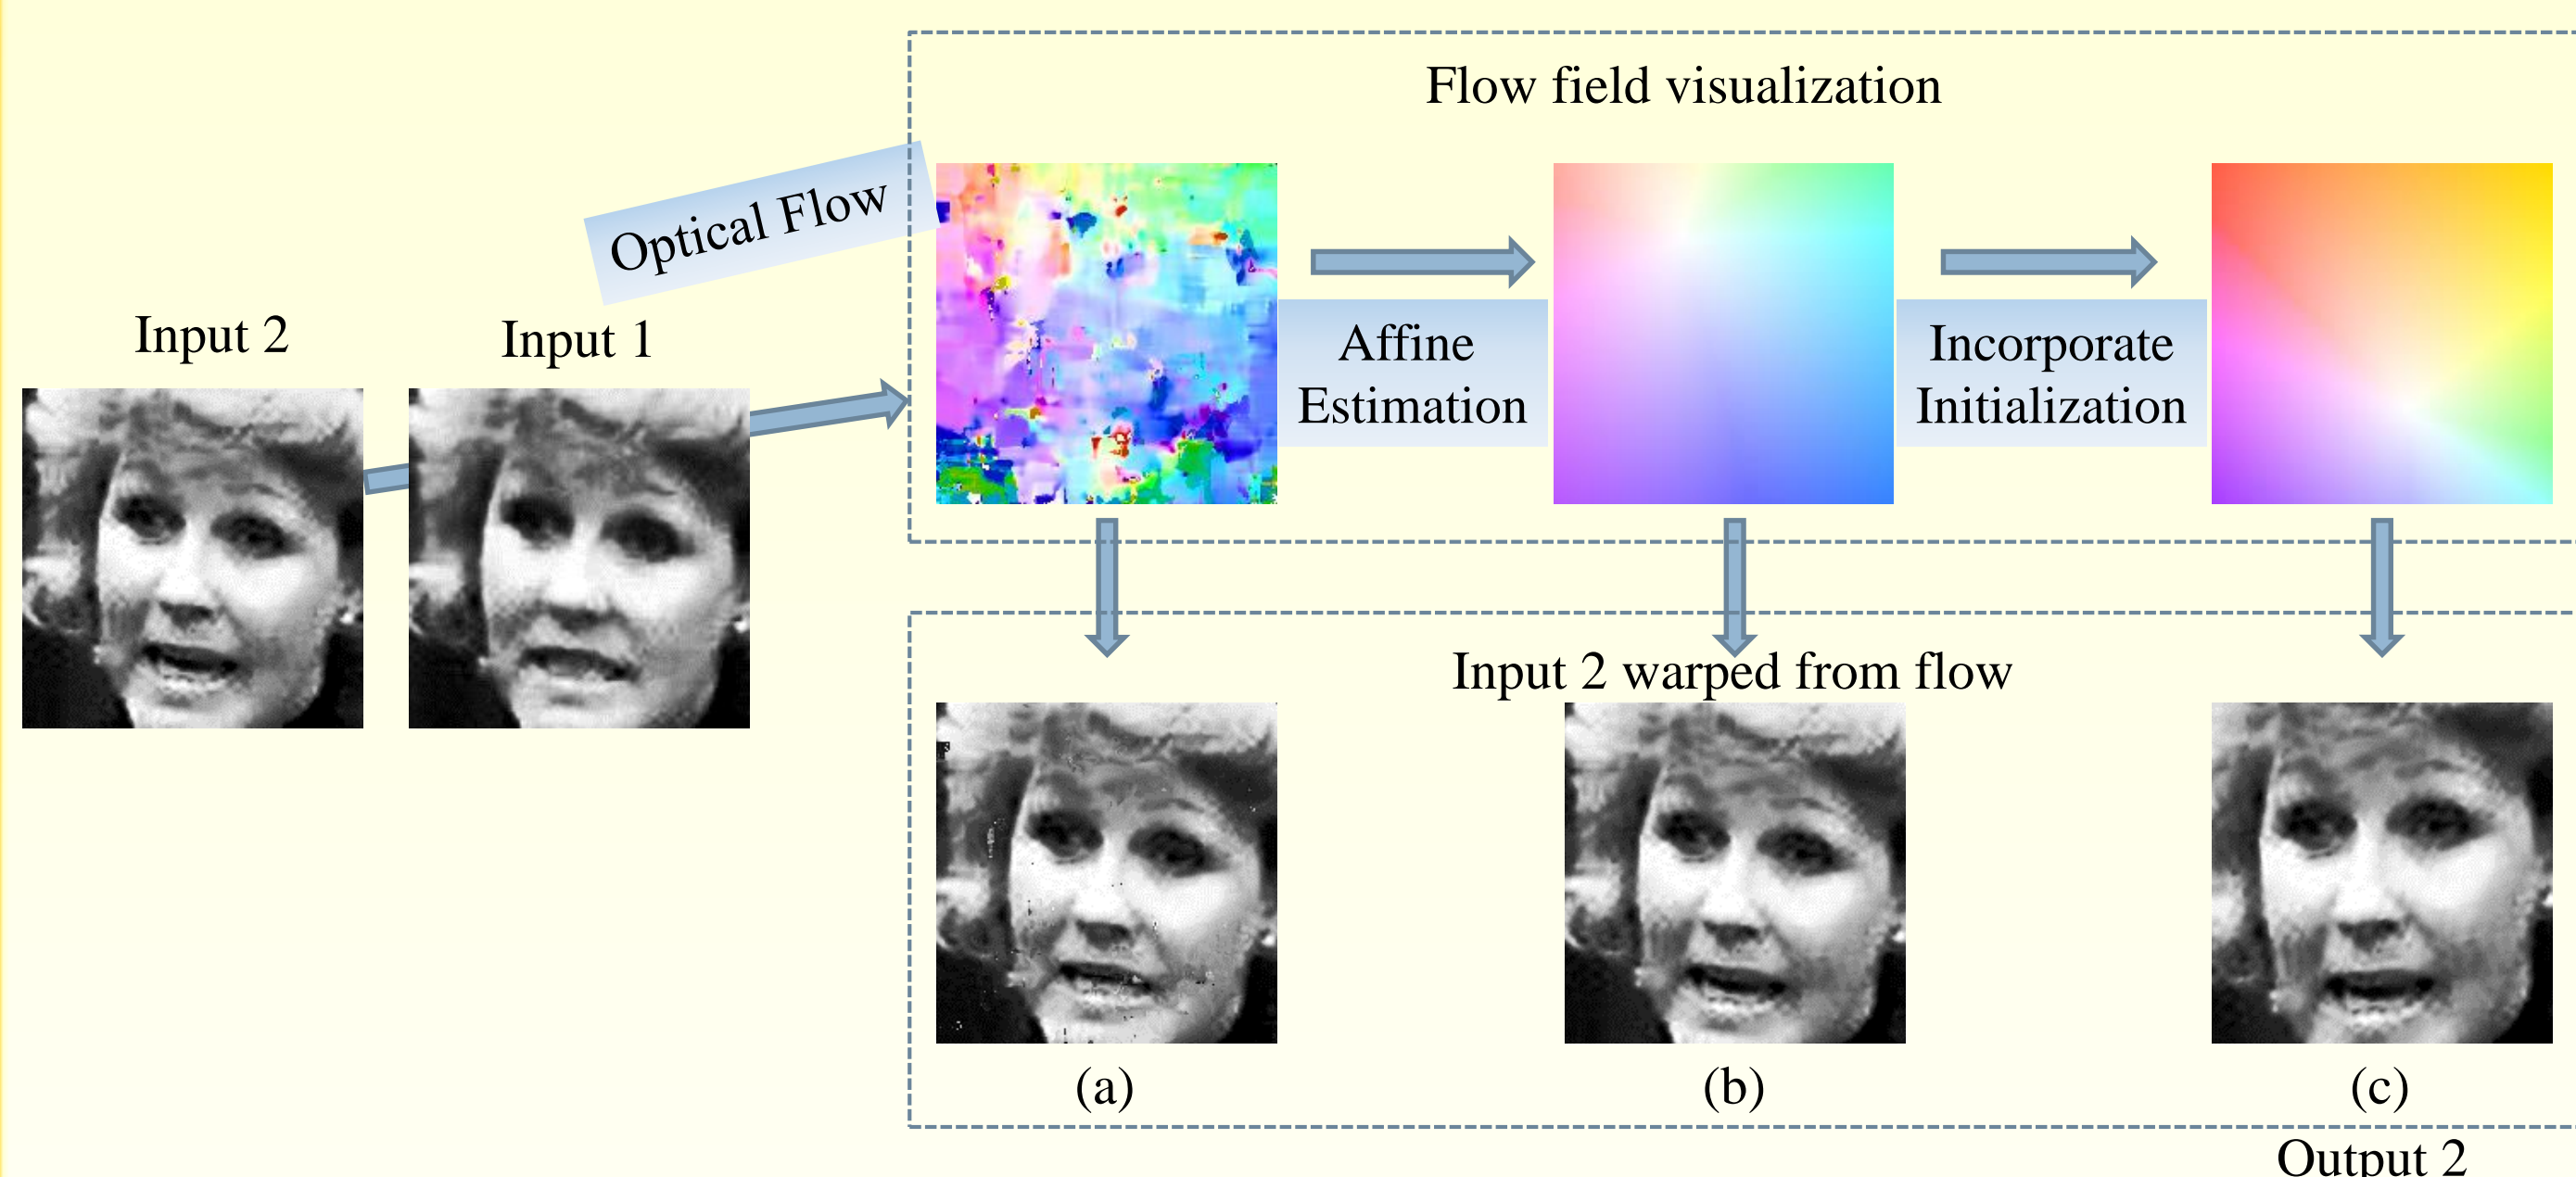 Flow field visualization
Optical Flow
Input 2
Input 1
Affine
Estimation
Incorporate
Initialization
Input 2 warped from flow
(a)
(b)
(c)
Output 2